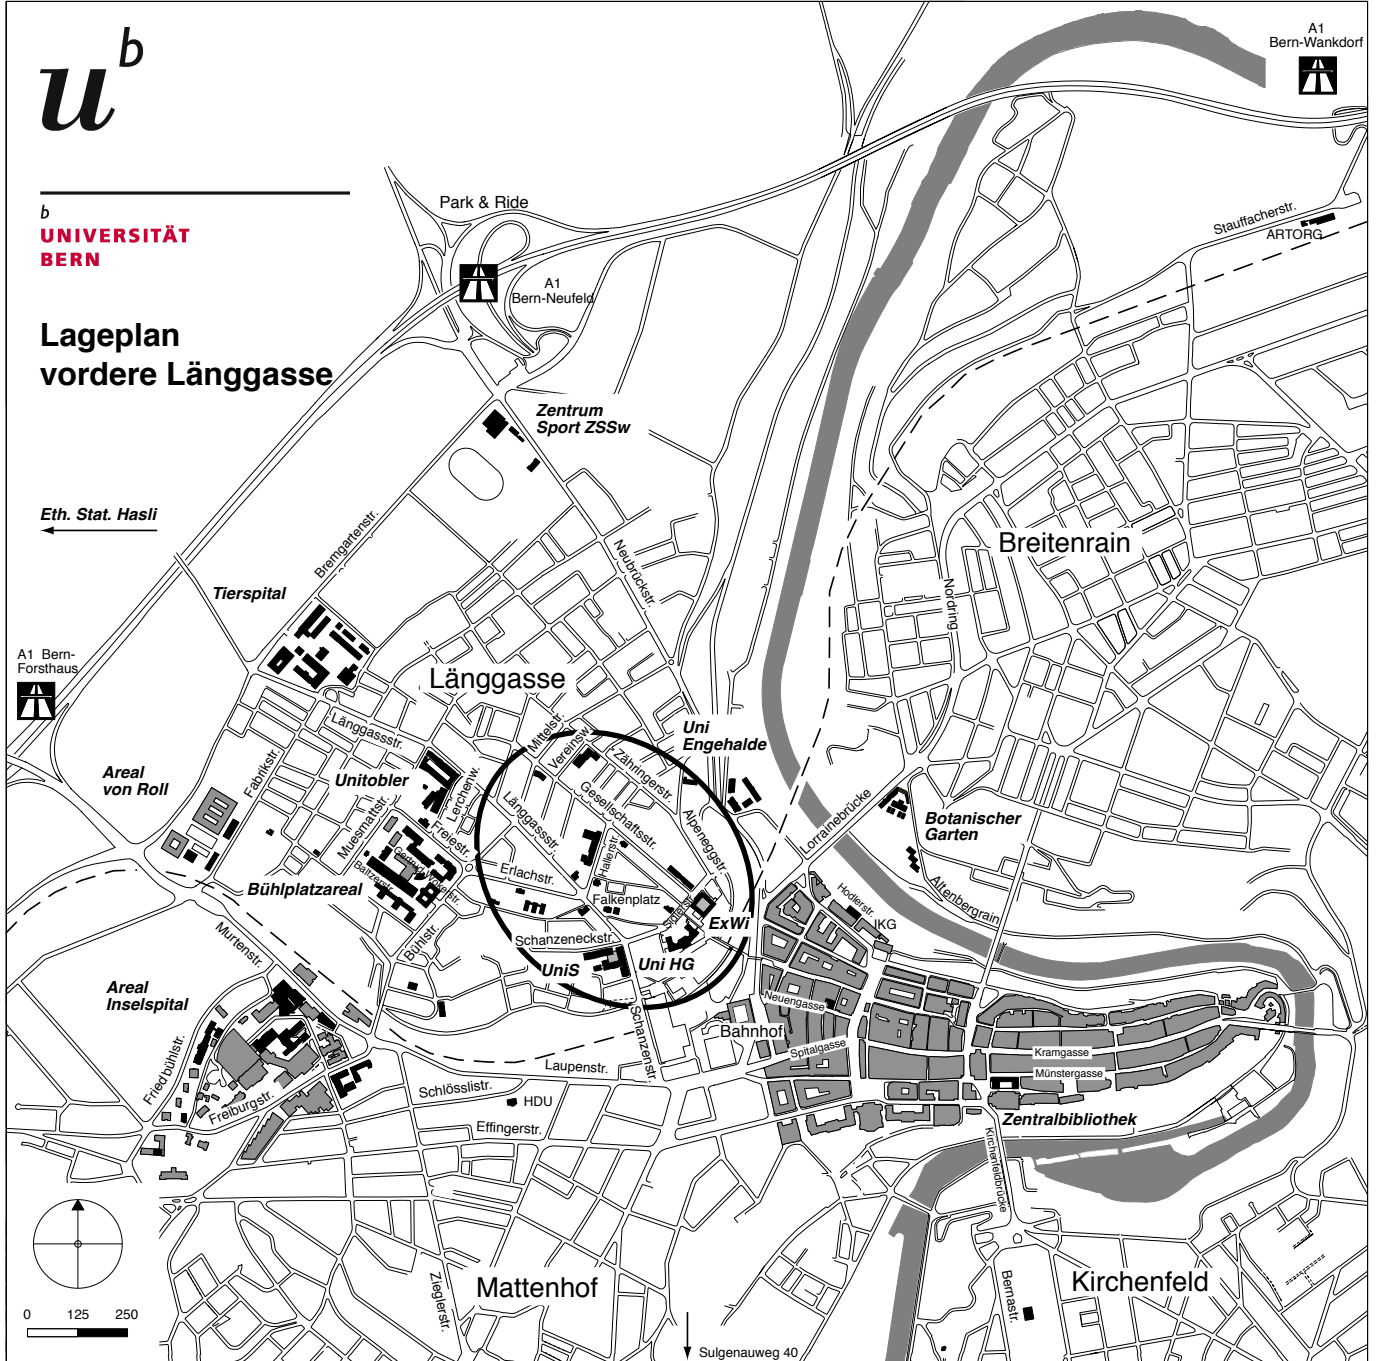 u b
b
UNIVERSITÄT
BERN
Lageplan
vordere Länggasse
A1
Bern-Wankdorf
Park & Ride
A1
Bern-Neufeld
Stauffacherstr.
ARTORG
Zentrum
Sport ZSSw
Eth. Stat. Hasli
Bremgartenstr.
Neubrückstr.
Breitenrain
Nordring
Tierspital
A1 Bern-
Forsthaus
Länggasse
Länggassstr.
Mittelstr.
Vereinsw.
Zähringerstr.
Uni
Engehalde
Areal
von Roll
Fabrikstr.
Unitobler
Lerchenw.
Muesmattstr.
Freiestr.
Länggassstr.
Gesellschaftsstr.
Alpeneggstr.
Hallerstr.
Lorrainebrücke
Botanischer
Garten
Altenbergrain
Bühlplatzareal
Baltzerstr.
Erlachstr.
Falkenplatz
Sidlerstr.
ExWi
Hodlerstr.
IKG
Murtenstr.
Bühlstr.
Schanzeneckstr.
UniS
Uni HG
Areal
Inselspital
Neuengasse
Bahnhof
Schanzenstr.
Spitalgasse
Kramgasse
Münstergasse
Friedbühlstr.
Freiburgstr.
Laupenstr.
Schlösslistr.
HDU
Effingerstr.
Zentralbibliothek
Kirchenfeldbrücke
Zieglerstr.
Mattenhof
Bernastr.
Kirchenfeld
0 125 250
Sulgenauweg 40